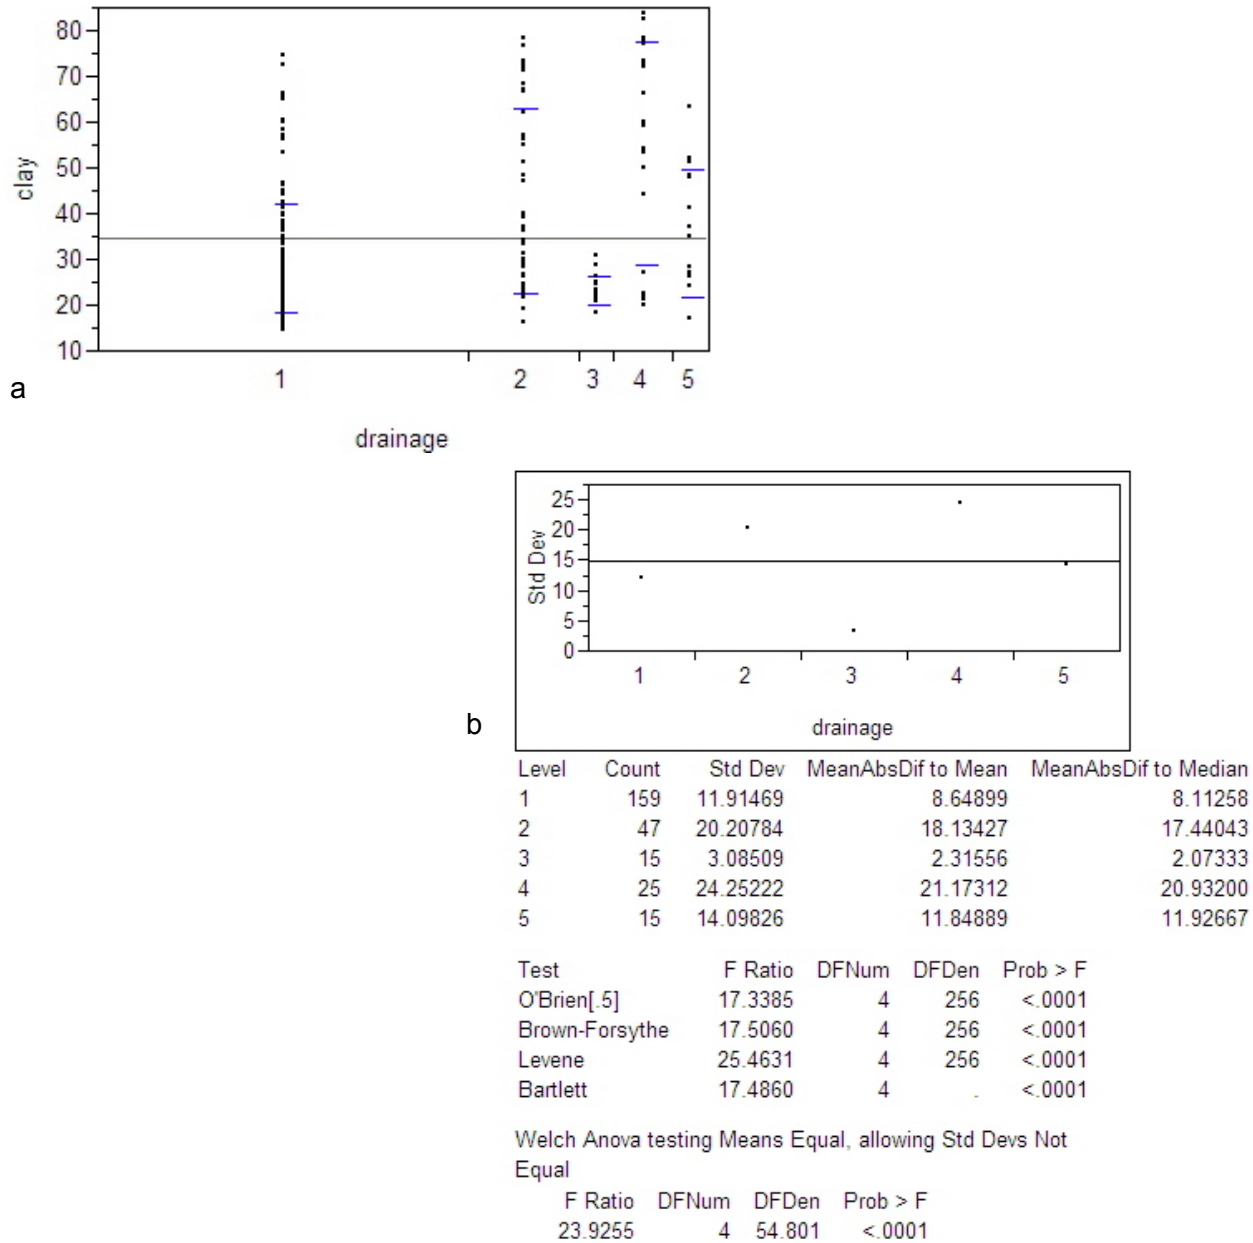 80
70
60
50
40
30
20
10
clay
1 2 3 4 5
a
drainage
25
20
15
10
5
0
Std Dev
1 2 3 4 5
b
drainage
Level Count Std Dev MeanAbsDif to Mean MeanAbsDif to Median
1 159 11.91469 8.64899 8.11258
2 47 20.20784 18.13427 17.44043
3 15 3.08509 2.31556 2.07333
4 25 24.25222 21.17312 20.93200
5 15 14.09826 11.84889 11.92667
Test F Ratio DFNum DFDen Prob > F
O'Brien[.5] 17.3385 4 256 <.0001
Brown-Forsythe 17.5060 4 256 <.0001
Levene 25.4631 4 256 <.0001
Bartlett 17.4860 4 . <.0001
Welch Anova testing Means Equal, allowing Std Devs Not
Equal
F Ratio DFNum DFDen Prob > F
23.9255 4 54.801 <.0001